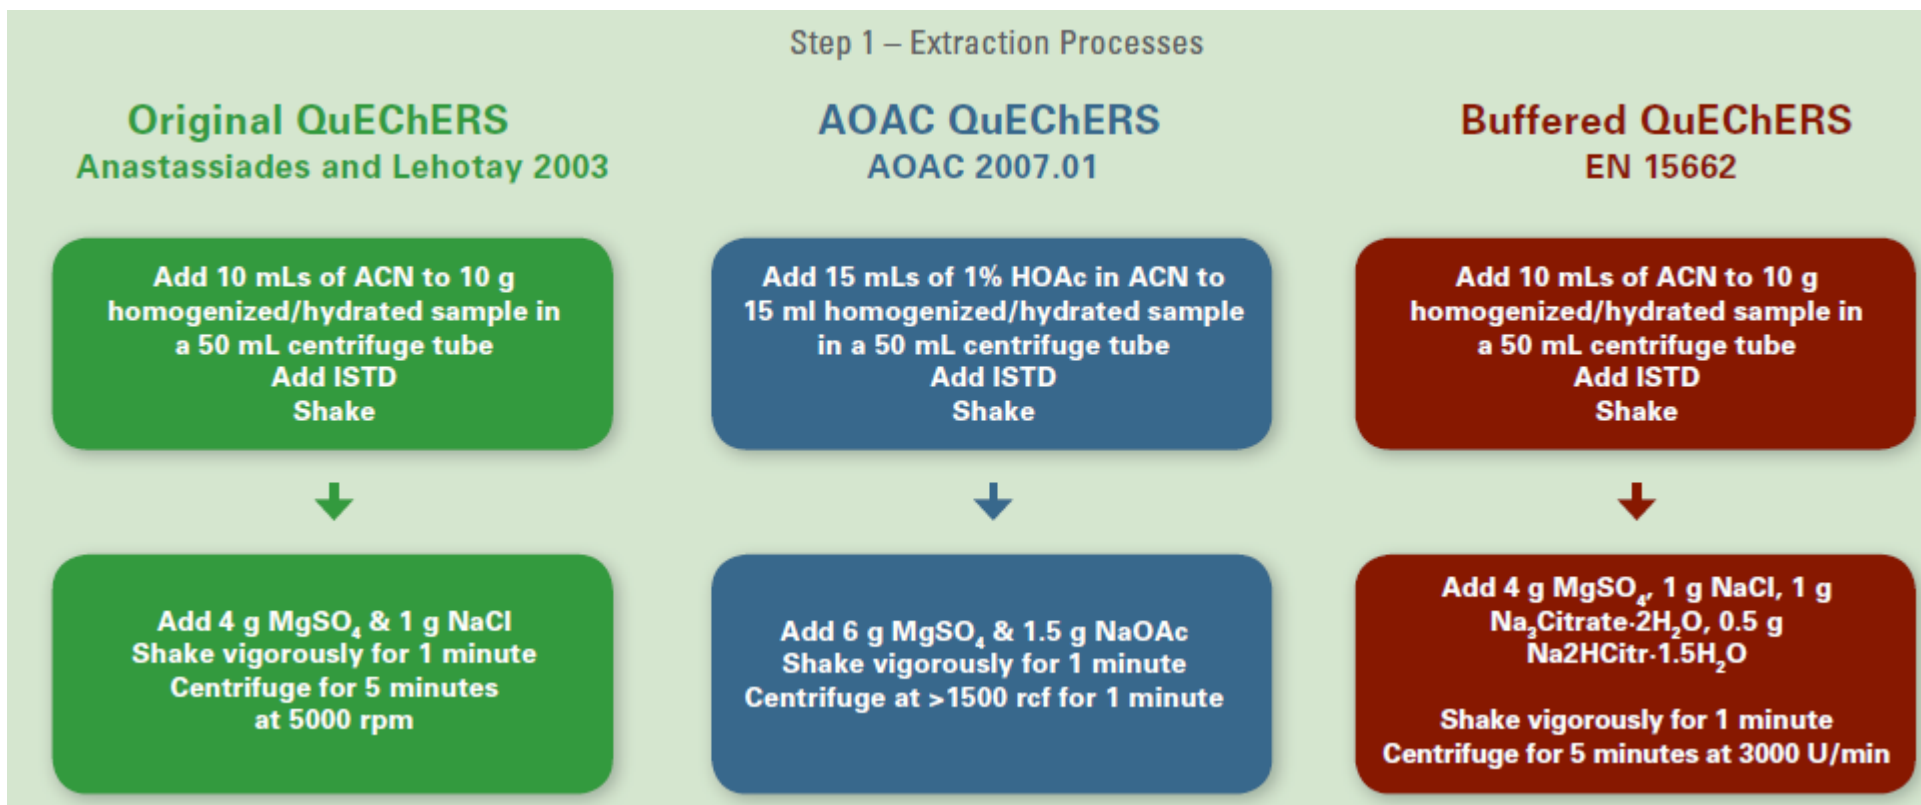 Step 1 – Extraction Processes
Original QuEChERS
Anastassiades and Lehotay 2003
Add 10 mLs of ACN to 10 g
homogenized/hydrated sample in
a 50 mL centrifuge tube
Add ISTD
Shake
Add 4 g MgSO₄ & 1 g NaCl
Shake vigorously for 1 minute
Centrifuge for 5 minutes
at 5000 rpm
AOAC QuEChERS
AOAC 2007.01
Add 15 mLs of 1% HOAc in ACN to
15 ml homogenized/hydrated sample
in a 50 mL centrifuge tube
Add ISTD
Shake
Add 6 g MgSO₄ & 1.5 g NaOAc
Shake vigorously for 1 minute
Centrifuge at >1500 rcf for 1 minute
Buffered QuEChERS
EN 15662
Add 10 mLs of ACN to 10 g
homogenized/hydrated sample in
a 50 mL centrifuge tube
Add ISTD
Shake
Add 4 g MgSO₄, 1 g NaCl, 1 g
Na₃Citrate·2H₂O, 0.5 g
Na2HCitr·1.5H₂O
Shake vigorously for 1 minute
Centrifuge for 5 minutes at 3000 U/min